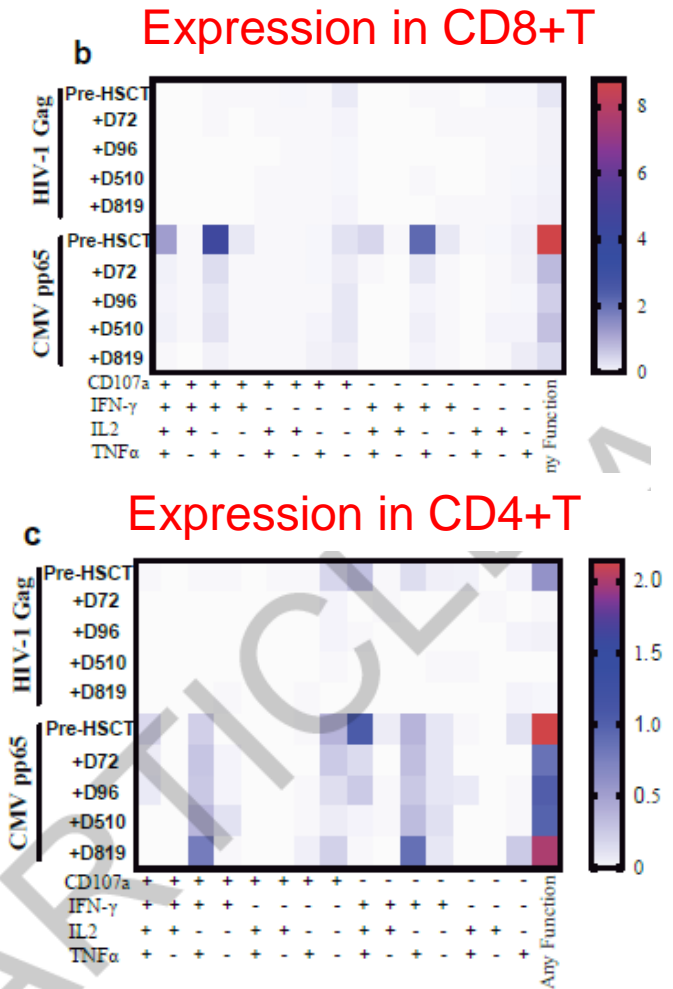 Expression in CD8+T
b
HIV-1 Gag
Pre-HSCT
+D72
+D96
+D510
+D819
CMV pp65
Pre-HSCT
+D72
+D96
+D510
+D819
8
6
4
2
0
CD107a + + + + + + + + - - - - - - -
IFN-γ + + + + - - - - + + + + - - -
IL2 + + - - + + - - + + - - + + -
TNFα + - + - + - + - + - + - + - +
ny Function
Expression in CD4+T
c
HIV-1 Gag
Pre-HSCT
+D72
+D96
+D510
+D819
CMV pp65
Pre-HSCT
+D72
+D96
+D510
+D819
2.0
1.5
1.0
0.5
0
CD107a + + + + + + + + - - - - - - -
IFN-γ + + + + - - - - + + + + - - -
IL2 + + - - + + - - + + - - + + -
TNFα + - + - + - + - + - + - + - +
Any Function
ARTICLE